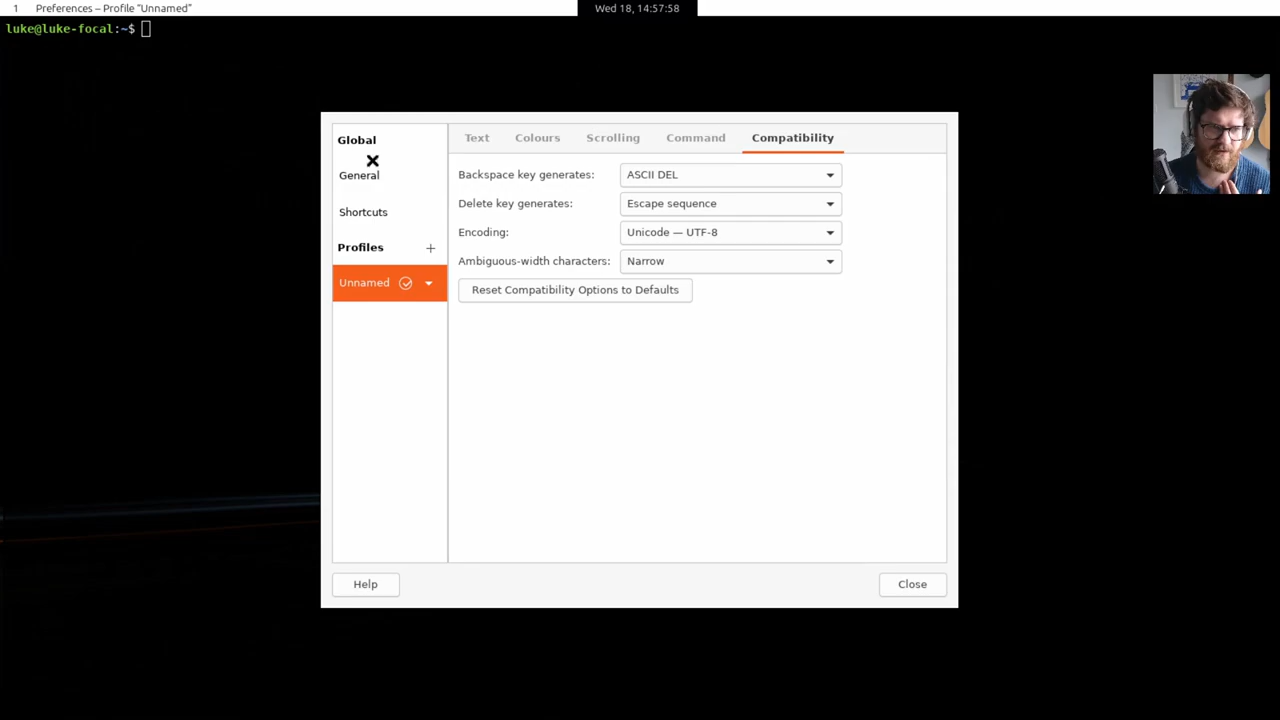 1 Preferences – Profile “Unnamed”
Wed 18, 14:57:58
luke@luke-focal:~$
Global
General
Shortcuts
Profiles +
Unnamed
Text Colours Scrolling Command Compatibility
Backspace key generates: ASCII DEL
Delete key generates: Escape sequence
Encoding: Unicode — UTF-8
Ambiguous-width characters: Narrow
Reset Compatibility Options to Defaults
Help
Close